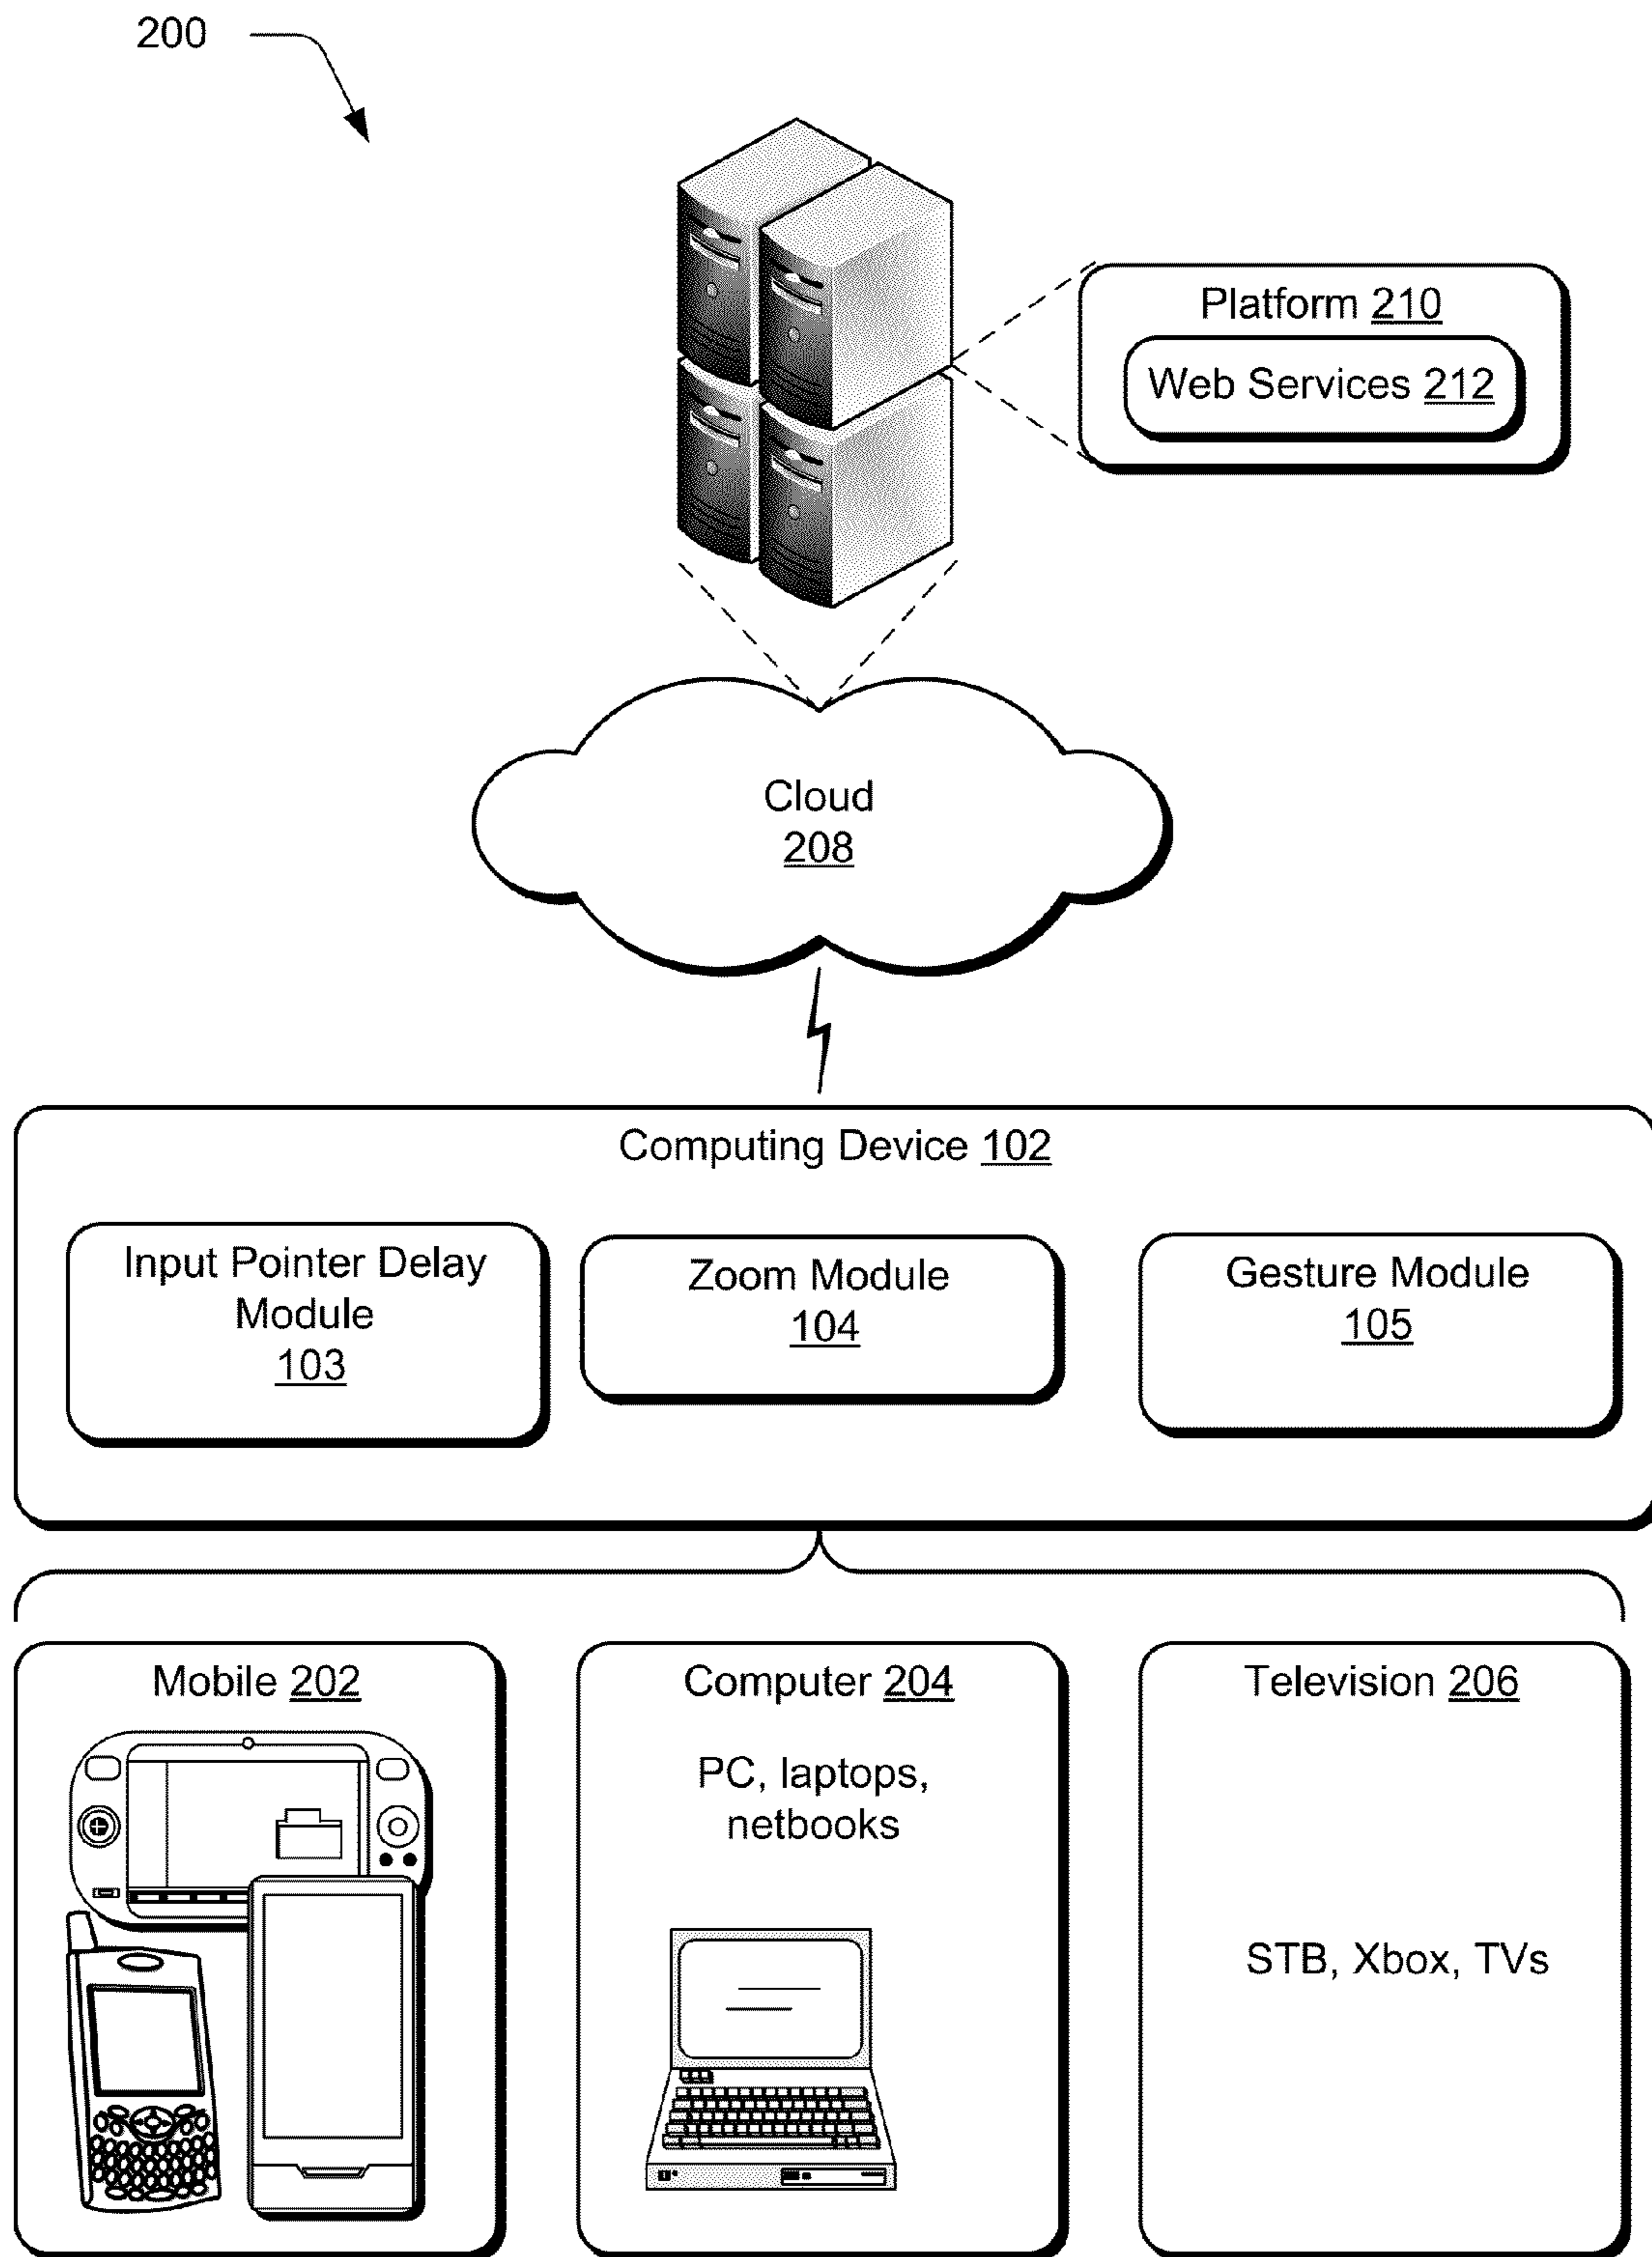 200
Platform 210
Web Services 212
Cloud
208
Computing Device 102
Input Pointer Delay
Module
103
Zoom Module
104
Gesture Module
105
Mobile 202
Computer 204
PC, laptops,
netbooks
Television 206
STB, Xbox, TVs